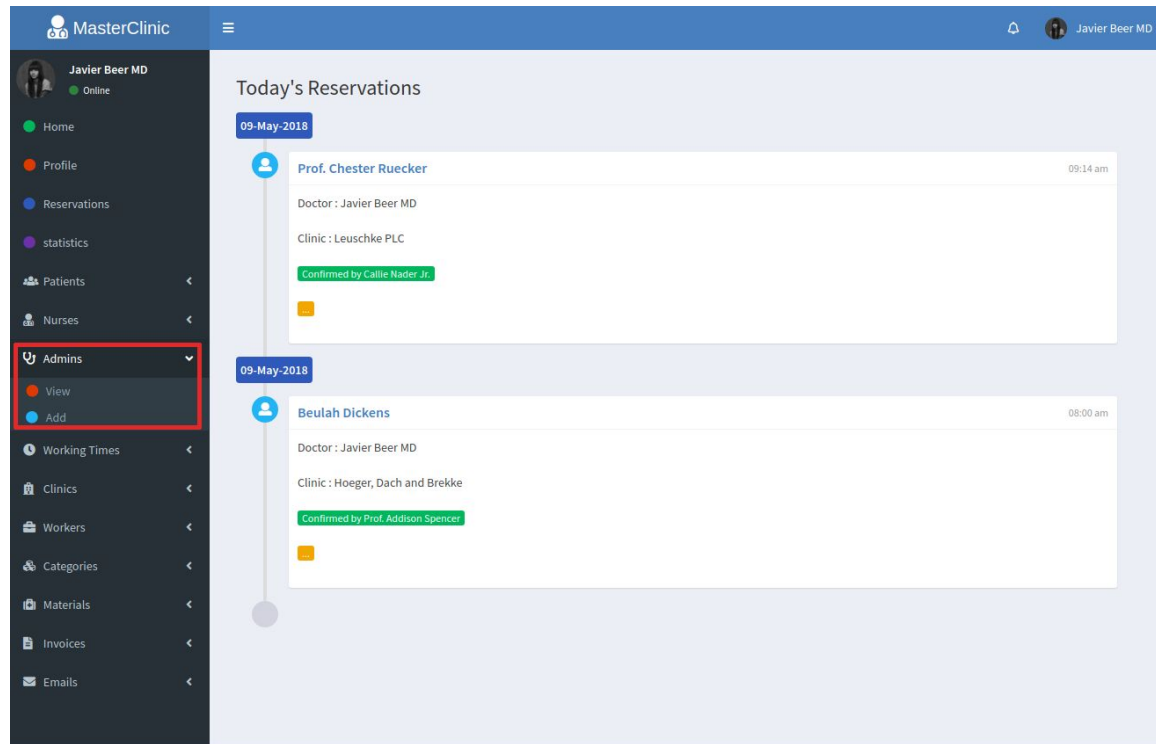 MasterClinic
Javier Beer MD
Javier Beer MD
Online
Home
Profile
Reservations
statistics
Patients
Nurses
Admins
View
Add
Working Times
Clinics
Workers
Categories
Materials
Invoices
Emails
Today's Reservations
09-May-2018
Prof. Chester Ruecker 09:14 am
Doctor : Javier Beer MD
Clinic : Leuschke PLC
Confirmed by Callie Nader Jr.
...
09-May-2018
Beulah Dickens 08:00 am
Doctor : Javier Beer MD
Clinic : Hoeger, Dach and Brekke
Confirmed by Prof. Addison Spencer
...